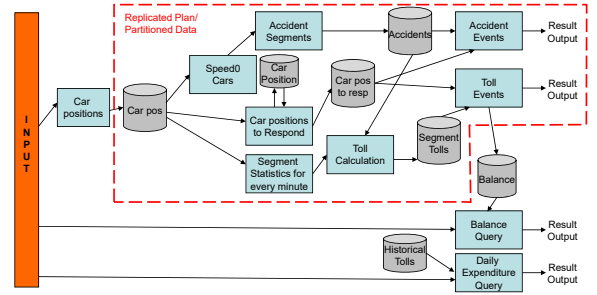 Replicated Plan/
Partitioned Data
Accident
Segments
Accidents
Accident
Events
Result
Output
Speed0
Cars
Car
Position
Car pos
to resp
Toll
Events
Result
Output
Car
positions
Car pos
Car positions
to Respond
Segment
Tolls
I
N
P
U
T
Segment
Statistics for
every minute
Toll
Calculation
Balance
Balance
Query
Result
Output
Historical
Tolls
Daily
Expenditure
Query
Result
Output